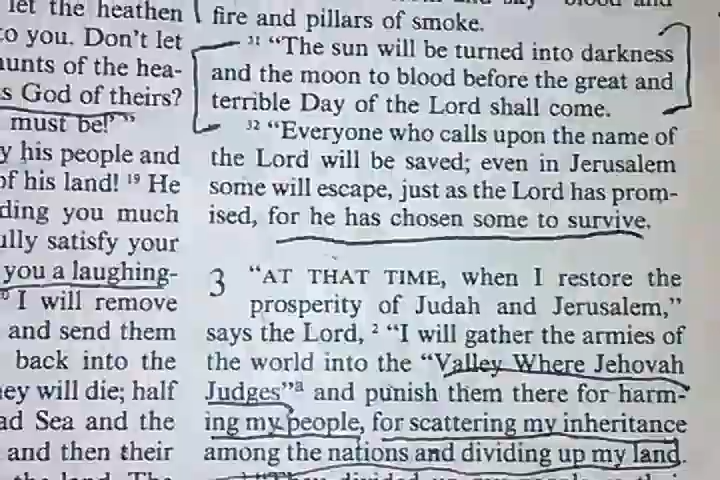 let the heathen
to you. Don't let
aunts of the hea-
s God of theirs?
must be!' "
y his people and
of his land! 19 He
ding you much
ully satisfy your
you a laughing-
I will remove
and send them
back into the
ey will die; half
ad Sea and the
and then their
the land. The
fire and pillars of smoke.
31 "The sun will be turned into darkness
and the moon to blood before the great and
terrible Day of the Lord shall come.
32 "Everyone who calls upon the name of
the Lord will be saved; even in Jerusalem
some will escape, just as the Lord has prom-
ised, for he has chosen some to survive.
3 "AT THAT TIME, when I restore the
prosperity of Judah and Jerusalem,"
says the Lord, 2 "I will gather the armies of
the world into the "Valley Where Jehovah
Judges"a and punish them there for harm-
ing my people, for scattering my inheritance
among the nations and dividing up my land.